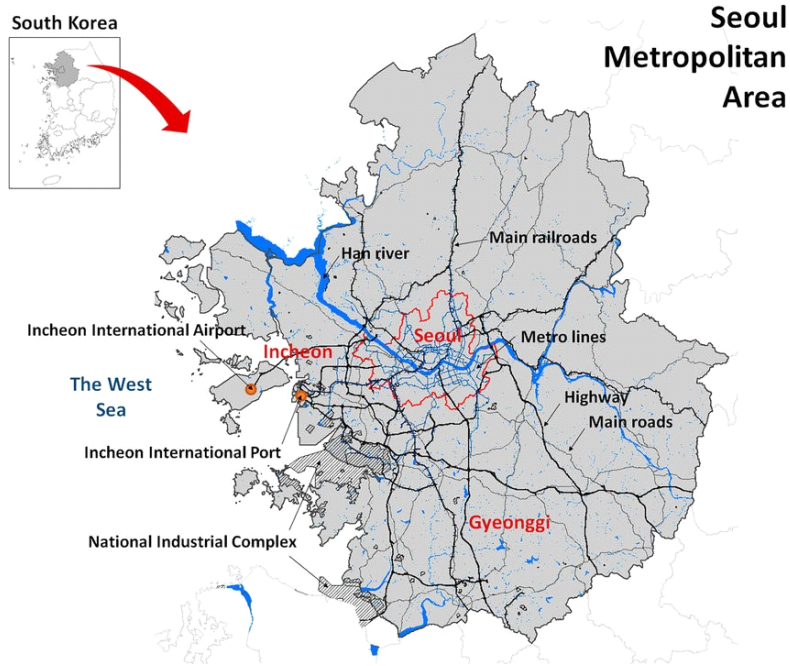 South Korea
Seoul
Metropolitan
Area
Han river
Main railroads
Incheon International Airport
Incheon
Seoul
Metro lines
The West
Sea
Highway
Main roads
Incheon International Port
Gyeonggi
National Industrial Complex